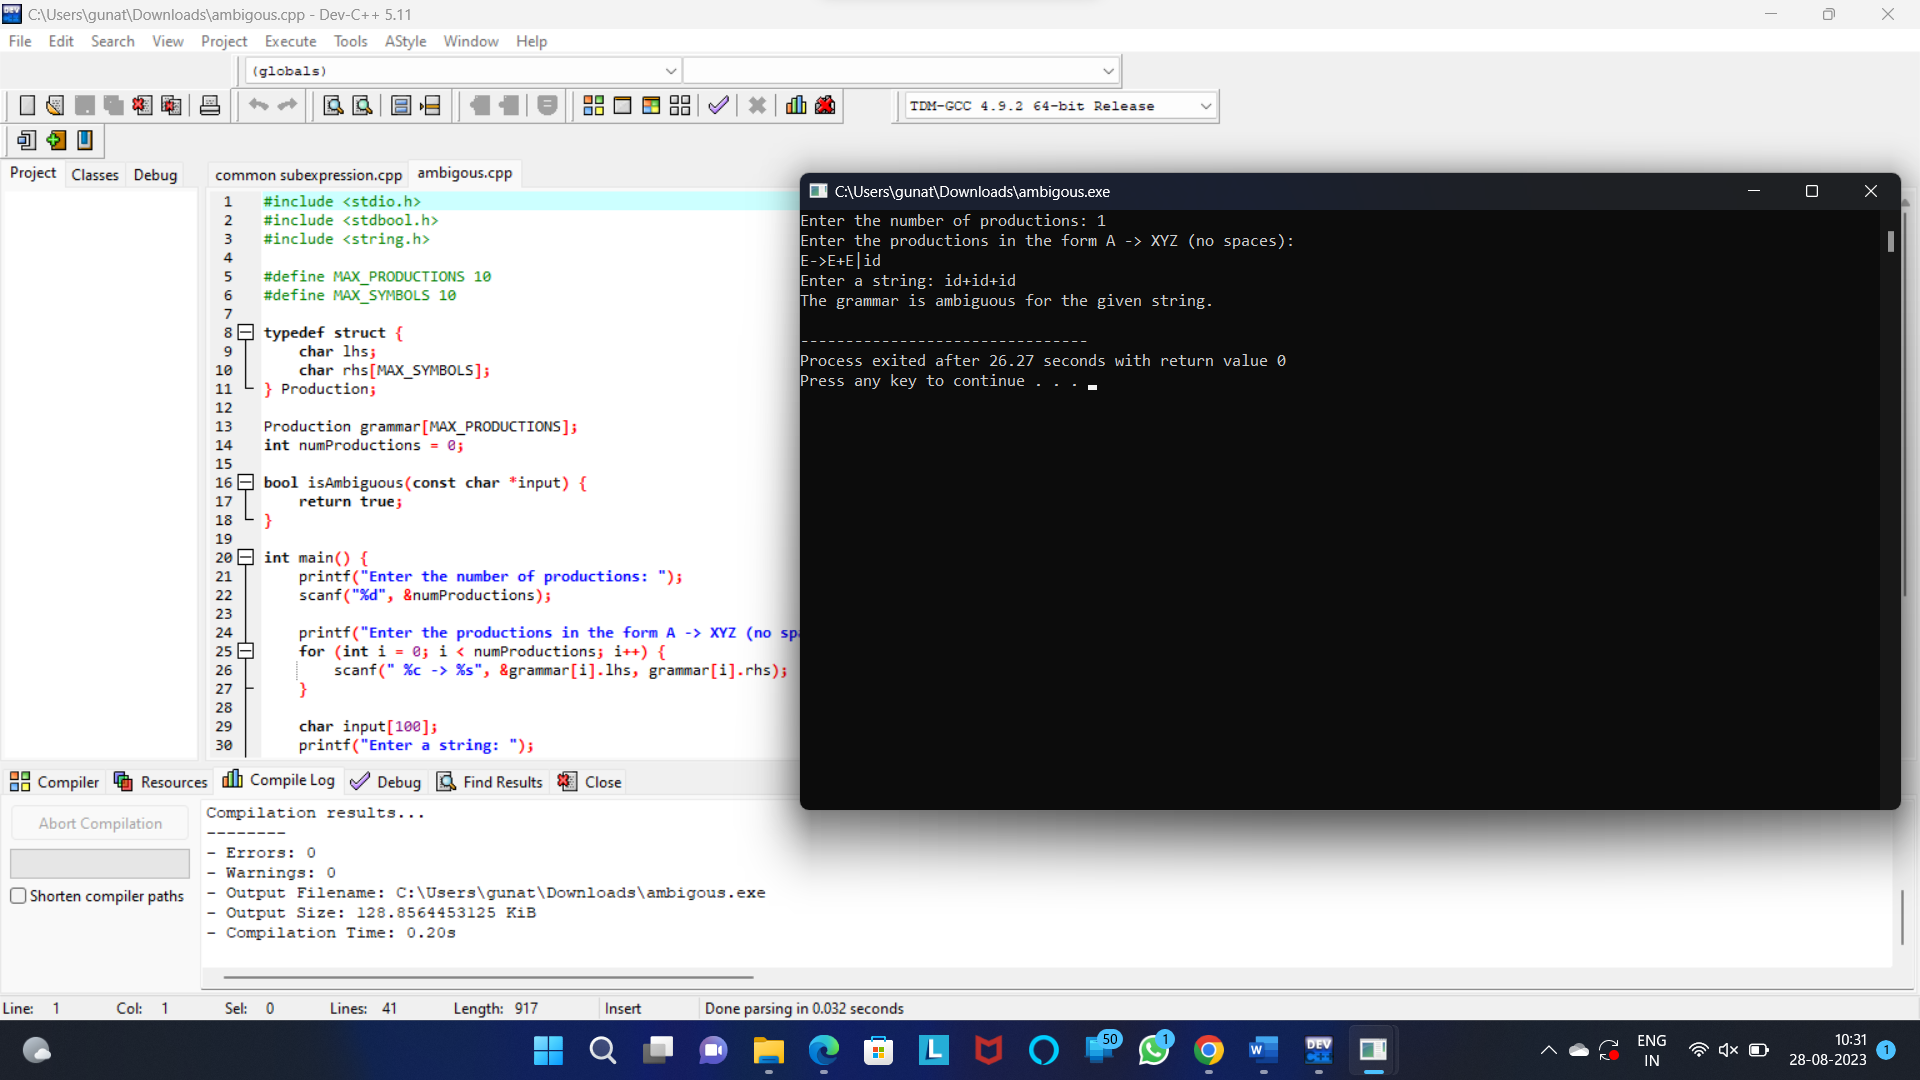 C:\Users\gunat\Downloads\ambigous.cpp - Dev-C++ 5.11
File Edit Search View Project Execute Tools AStyle Window Help
(globals)
TDM-GCC 4.9.2 64-bit Release
Project Classes Debug
common subexpression.cpp ambigous.cpp
1 #include <stdio.h>
2 #include <stdbool.h>
3 #include <string.h>
4
5 #define MAX_PRODUCTIONS 10
6 #define MAX_SYMBOLS 10
7
8 typedef struct {
9 char lhs;
10 char rhs[MAX_SYMBOLS];
11 } Production;
12
13 Production grammar[MAX_PRODUCTIONS];
14 int numProductions = 0;
15
16 bool isAmbiguous(const char *input) {
17 return true;
18 }
19
20 int main() {
21 printf("Enter the number of productions: ");
22 scanf("%d", &numProductions);
23
24 printf("Enter the productions in the form A -> XYZ (no spa
25 for (int i = 0; i < numProductions; i++) {
26 scanf(" %c -> %s", &grammar[i].lhs, grammar[i].rhs);
27 }
28
29 char input[100];
30 printf("Enter a string: ");
C:\Users\gunat\Downloads\ambigous.exe
Enter the number of productions: 1
Enter the productions in the form A -> XYZ (no spaces):
E->E+E|id
Enter a string: id+id+id
The grammar is ambiguous for the given string.
--------------------------------
Process exited after 26.27 seconds with return value 0
Press any key to continue . . .
Compiler Resources Compile Log Debug Find Results Close
Abort Compilation
Shorten compiler paths
Compilation results...
--------
- Errors: 0
- Warnings: 0
- Output Filename: C:\Users\gunat\Downloads\ambigous.exe
- Output Size: 128.8564453125 KiB
- Compilation Time: 0.20s
Line: 1 Col: 1 Sel: 0 Lines: 41 Length: 917 Insert Done parsing in 0.032 seconds
L
50
1
W
DEV
C++
ENG
IN
10:31
28-08-2023
1